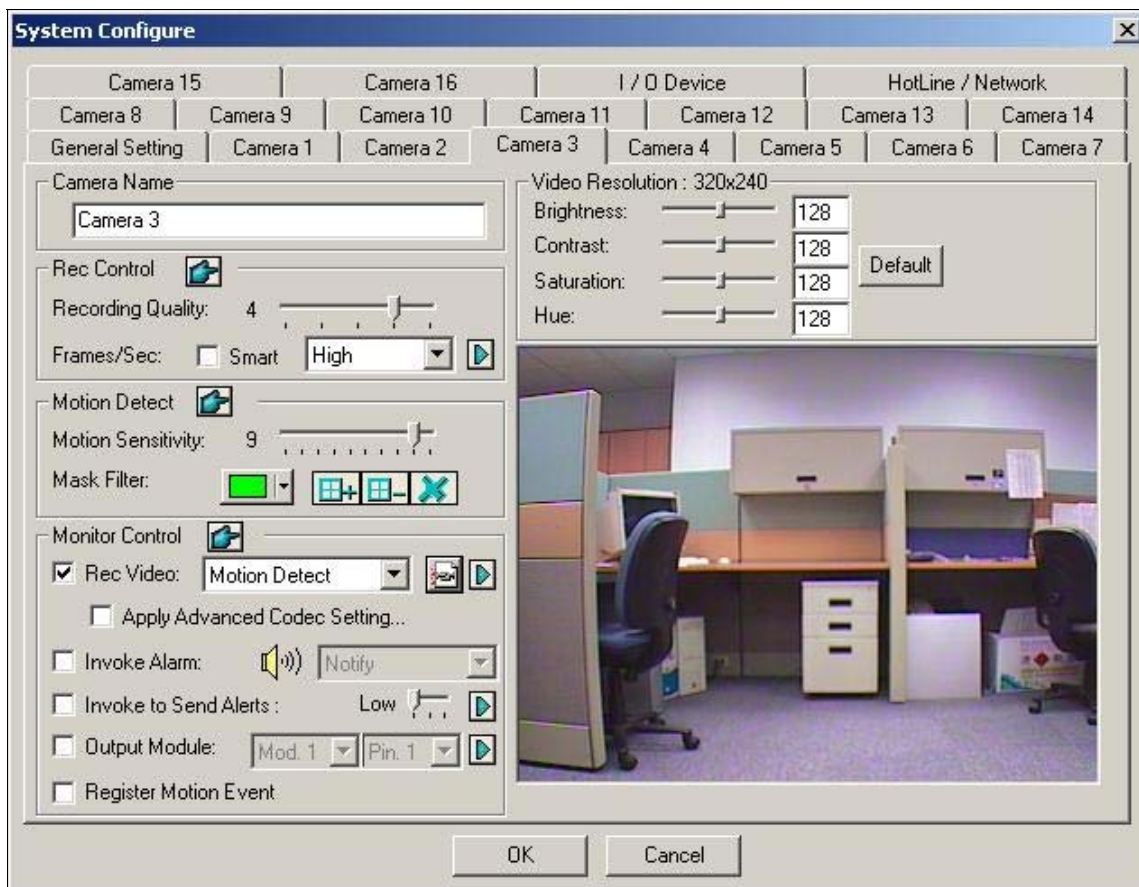 System Configure
Camera 15
Camera 16
I / O Device
HotLine / Network
Camera 8
Camera 9
Camera 10
Camera 11
Camera 12
Camera 13
Camera 14
General Setting
Camera 1
Camera 2
Camera 3
Camera 4
Camera 5
Camera 6
Camera 7
Camera Name
Camera 3
Rec Control
Recording Quality: 4
Frames/Sec: Smart High
Motion Detect
Motion Sensitivity: 9
Mask Filter:
Monitor Control
Rec Video: Motion Detect
Apply Advanced Codec Setting...
Invoke Alarm: Notify
Invoke to Send Alerts : Low
Output Module: Mod. 1 Pin. 1
Register Motion Event
Video Resolution : 320x240
Brightness: 128
Contrast: 128
Saturation: 128
Hue: 128
Default
OK
Cancel